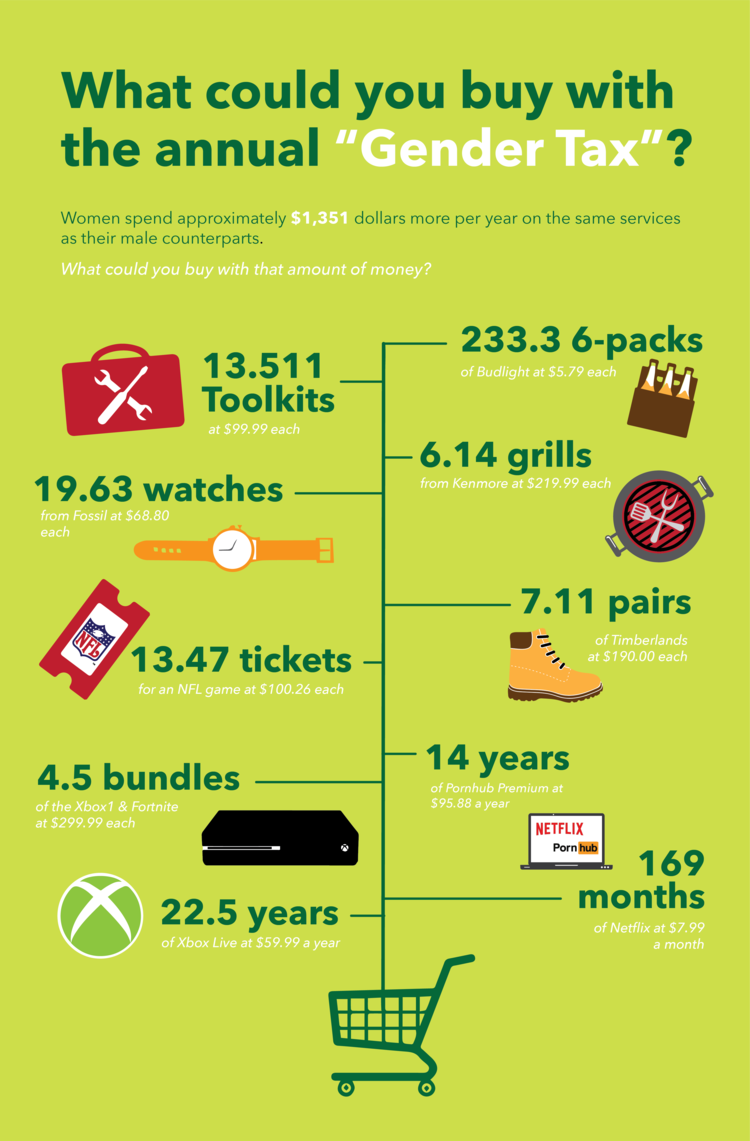 What could you buy with
the annual “Gender Tax”?
Women spend approximately $1,351 dollars more per year on the same services
as their male counterparts.
What could you buy with that amount of money?
233.3 6-packs
of Budlight at $5.79 each
13.511
Toolkits
at $99.99 each
6.14 grills
from Kenmore at $219.99 each
19.63 watches
from Fossil at $68.80
each
7.11 pairs
of Timberlands
at $190.00 each
NFL
13.47 tickets
for an NFL game at $100.26 each
14 years
of Pornhub Premium at
$95.88 a year
4.5 bundles
of the Xbox1 & Fortnite
at $299.99 each
NETFLIX
Porn hub
169
months
of Netflix at $7.99
a month
22.5 years
of Xbox Live at $59.99 a year